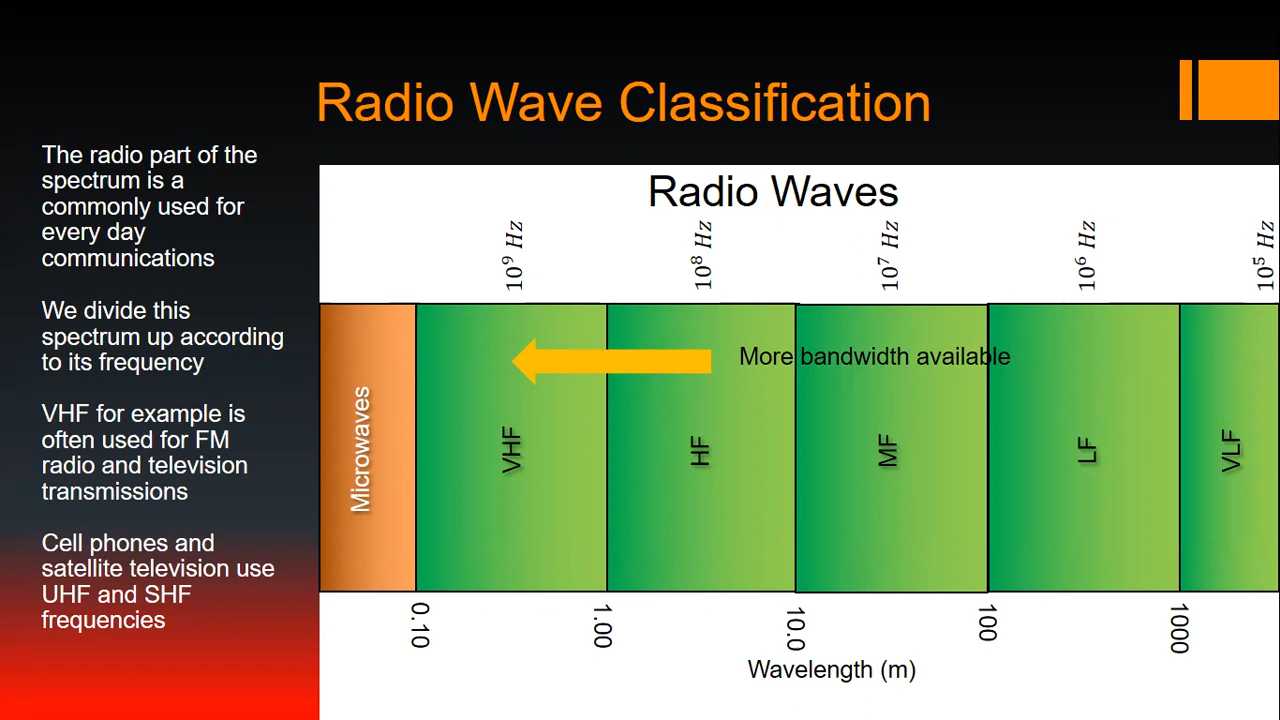 Radio Wave Classification
The radio part of the
spectrum is a
commonly used for
every day
communications
We divide this
spectrum up according
to its frequency
VHF for example is
often used for FM
radio and television
transmissions
Cell phones and
satellite television use
UHF and SHF
frequencies
Radio Waves
10⁹ Hz
10⁸ Hz
10⁷ Hz
10⁶ Hz
10⁵ Hz
More bandwidth available
Microwaves
VHF
HF
MF
LF
VLF
0.10
1.00
10.0
100
1000
Wavelength (m)